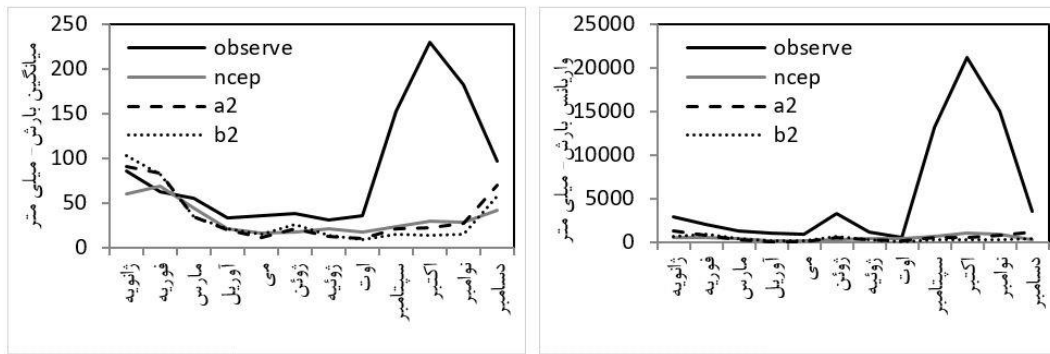 250
200
150
100
50
0
میانگین بارش - میلی متر
observe
ncep
a2
b2
ژانویه
فوریه
مارس
آوریل
می
ژوئن
ژوئیه
اوت
سپتامبر
اکتبر
نوامبر
دسامبر
25000
20000
15000
10000
5000
0
واریانس بارش - میلی متر
observe
ncep
a2
b2
ژانویه
فوریه
مارس
آوریل
می
ژوئن
ژوئیه
اوت
سپتامبر
اکتبر
نوامبر
دسامبر